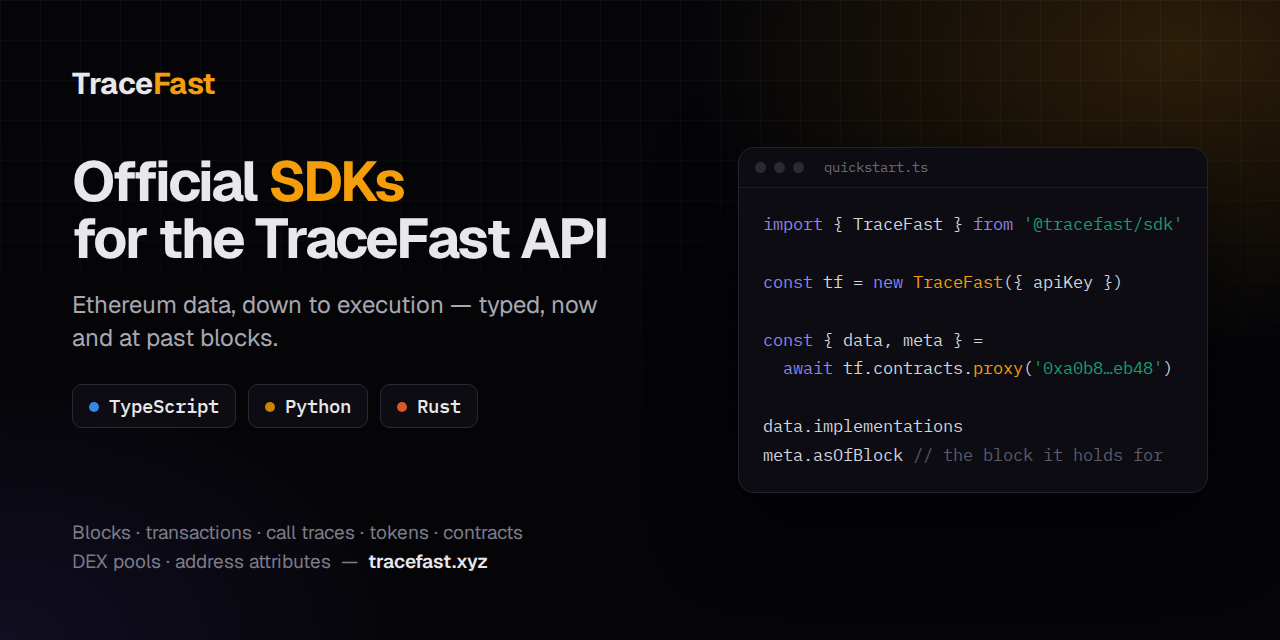 TraceFast
Official SDKs
for the TraceFast API
Ethereum data, down to execution — typed, now
and at past blocks.
TypeScript
Python
Rust
Blocks · transactions · call traces · tokens · contracts
DEX pools · address attributes — tracefast.xyz
quickstart.ts
import { TraceFast } from '@tracefast/sdk'
const tf = new TraceFast({ apiKey })
const { data, meta } =
  await tf.contracts.proxy('0xa0b8…eb48')
data.implementations
meta.asOfBlock // the block it holds for